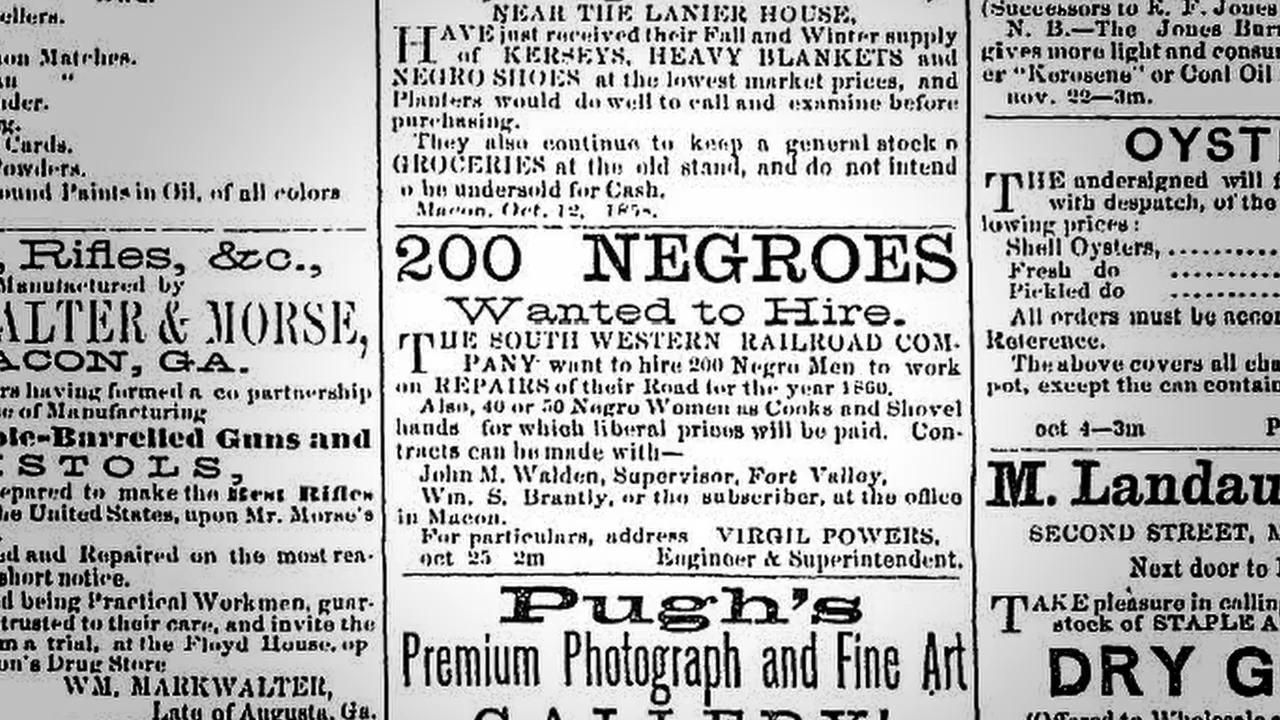 ellers.
on Matches.
"
der.
Cards.
Powders.
ound Paints in Oil, of all colors
, Rifles, &c.,
Manufactured by
ALTER & MORSE,
ACON, GA.
rs having formed a co partnership
e of Manufacturing
ble-Barrelled Guns and
ISTOLS,
epared to make the Best Rifles
he United States, upon Mr. Morse's
d and Repaired on the most rea-
short notice.
d being Practical Workmen, guar-
trusted to their care, and invite the
m a trial, at the Floyd House, op
on's Drug Store
WM. MARKWALTER,
Late of Augusta, Ga.
NEAR THE LANIER HOUSE,
HAVE just received their Fall and Winter supply
of KERSEYS, HEAVY BLANKETS and
NEGRO SHOES at the lowest market prices, and
Planters would do well to call and examine before
purchasing.
They also continue to keep a general stock o
GROCERIES at the old stand, and do not intend
o be undersold for Cash.
Macon, Oct. 12,
200 NEGROES
Wanted to Hire.
THE SOUTH WESTERN RAILROAD COM-
PANY want to hire 200 Negro Men to work
on REPAIRS of their Road for the year 1860.
Also, 40 or 50 Negro Women as Cooks and Shovel
hands for which liberal prices will be paid. Con-
tracts can be made with—
John M. Walden, Supervisor, Fort Valley,
Wm. S. Brantly, or the subscriber, at the office
in Macon.
For particulars, address VIRGIL POWERS,
oct 25 2m Engineer & Superintendent.
Pugh's
Premium Photograph and Fine Art
GALLERY!
(Successors to E. F. Jones
N. B.—The Jones Bur
gives more light and consu
er "Kerosene" or Coal Oil
nov. 22—3m.
OYST
THE undersigned will f
with despatch, of the
lowing prices:
Shell Oysters, ........
Fresh do ........
Pickled do ........
All orders must be accor
Reference.
The above covers all cha
pot, except the can contain
oct 4—3m P
M. Landau
SECOND STREET, M
Next door to
TAKE pleasure in callin
stock of STAPLE A
DRY G
Offered to Wholesale